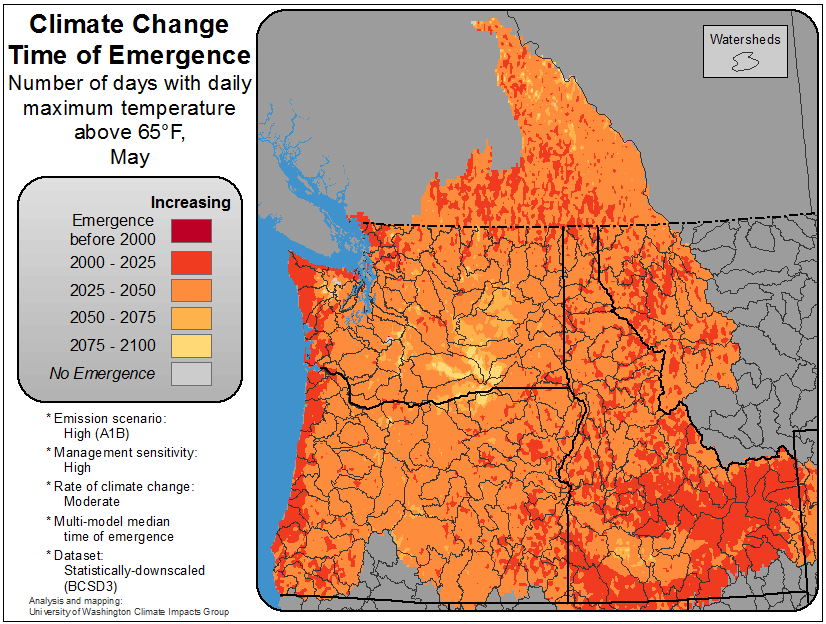 Climate Change
Time of Emergence
Number of days with daily
maximum temperature
above 65°F,
May
Increasing
Emergence
before 2000
2000 - 2025
2025 - 2050
2050 - 2075
2075 - 2100
No Emergence
* Emission scenario:
High (A1B)
* Management sensitivity:
High
* Rate of climate change:
Moderate
* Multi-model median
time of emergence
* Dataset:
Statistically-downscaled
(BCSD3)
Analysis and mapping:
University of Washington Climate Impacts Group
Watersheds